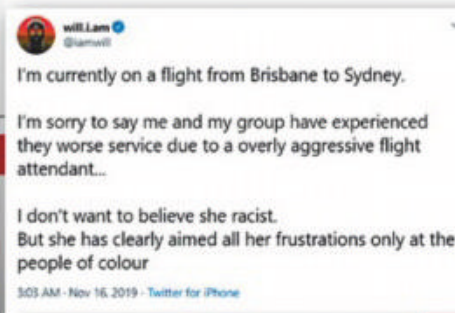 will.i.am
@iamwill
I'm currently on a flight from Brisbane to Sydney.
I'm sorry to say me and my group have experienced
they worse service due to a overly aggressive flight
attendant...
I don't want to believe she racist.
But she has clearly aimed all her frustrations only at the
people of colour
3:03 AM - Nov 16, 2019 - Twitter for iPhone